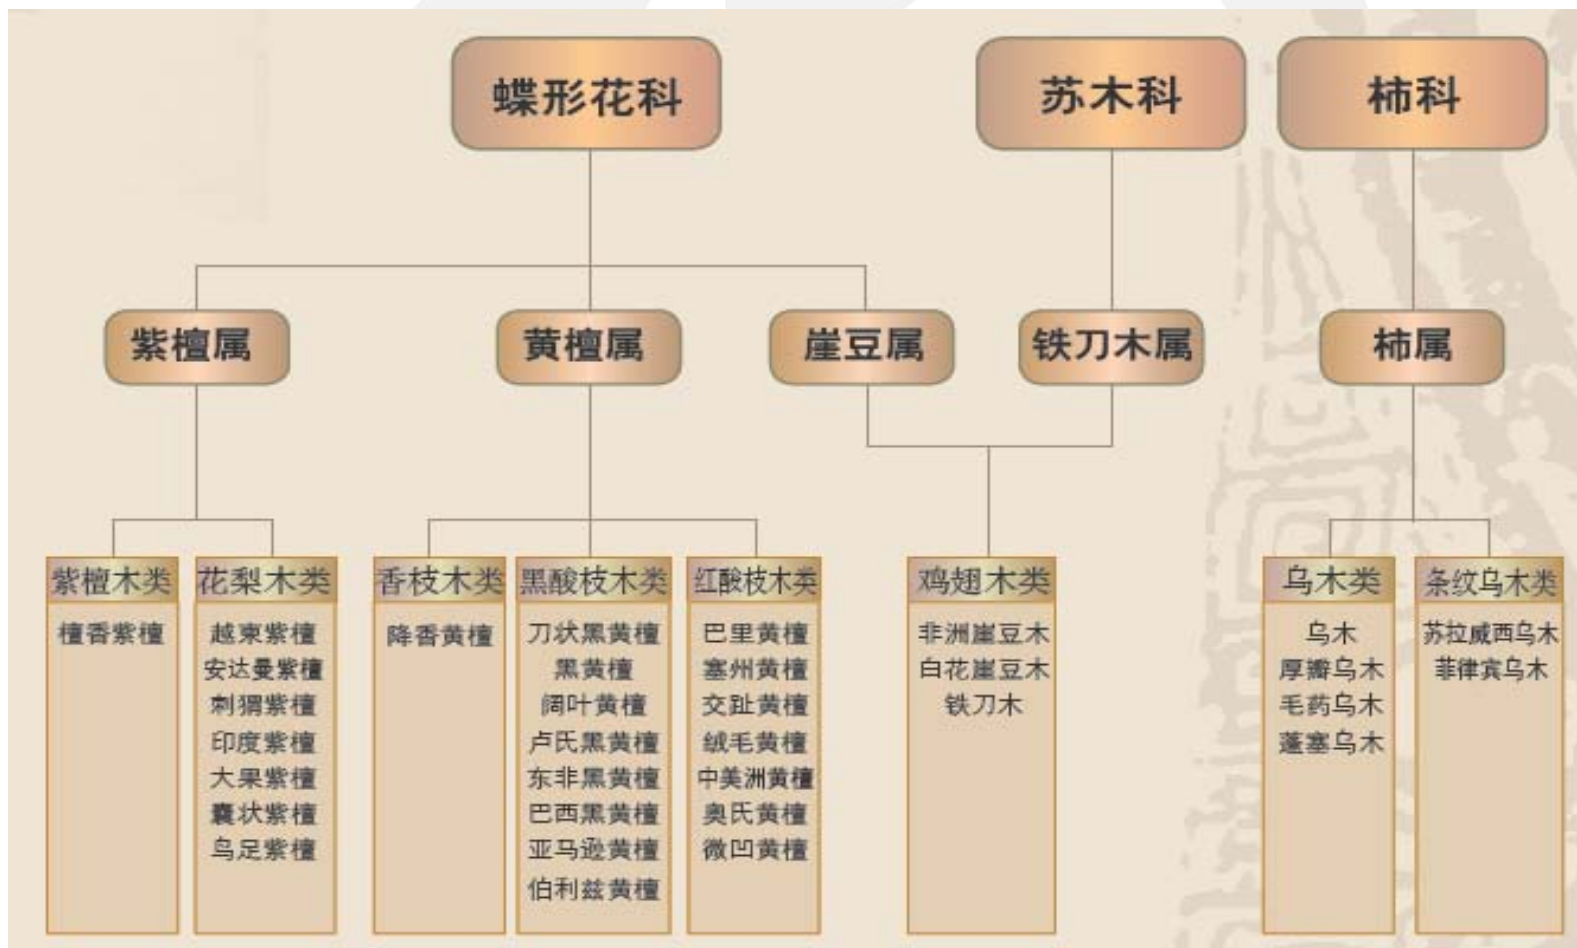 蝶形花科
苏木科
柿科
紫檀属
黄檀属
崖豆属
铁刀木属
柿属
紫檀木类
檀香紫檀
花梨木类
越柬紫檀
安达曼紫檀
刺猬紫檀
印度紫檀
大果紫檀
囊状紫檀
鸟足紫檀
香枝木类
降香黄檀
黑酸枝木类
刀状黑黄檀
黑黄檀
阔叶黄檀
卢氏黑黄檀
东非黑黄檀
巴西黑黄檀
亚马逊黄檀
伯利兹黄檀
红酸枝木类
巴里黄檀
塞州黄檀
交趾黄檀
绒毛黄檀
中美洲黄檀
奥氏黄檀
微凹黄檀
鸡翅木类
非洲崖豆木
白花崖豆木
铁刀木
乌木类
乌木
厚瓣乌木
毛药乌木
蓬塞乌木
条纹乌木类
苏拉威西乌木
菲律宾乌木